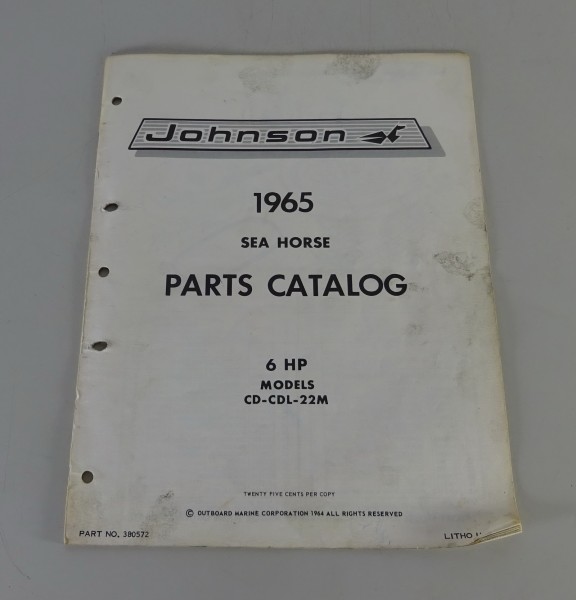 Johnson
1965
SEA HORSE
PARTS CATALOG
6 HP
MODELS
CD-CDL-22M
TWENTY FIVE CENTS PER COPY
© OUTBOARD MARINE CORPORATION 1964 ALL RIGHTS RESERVED
PART NO. 380572
LITHO